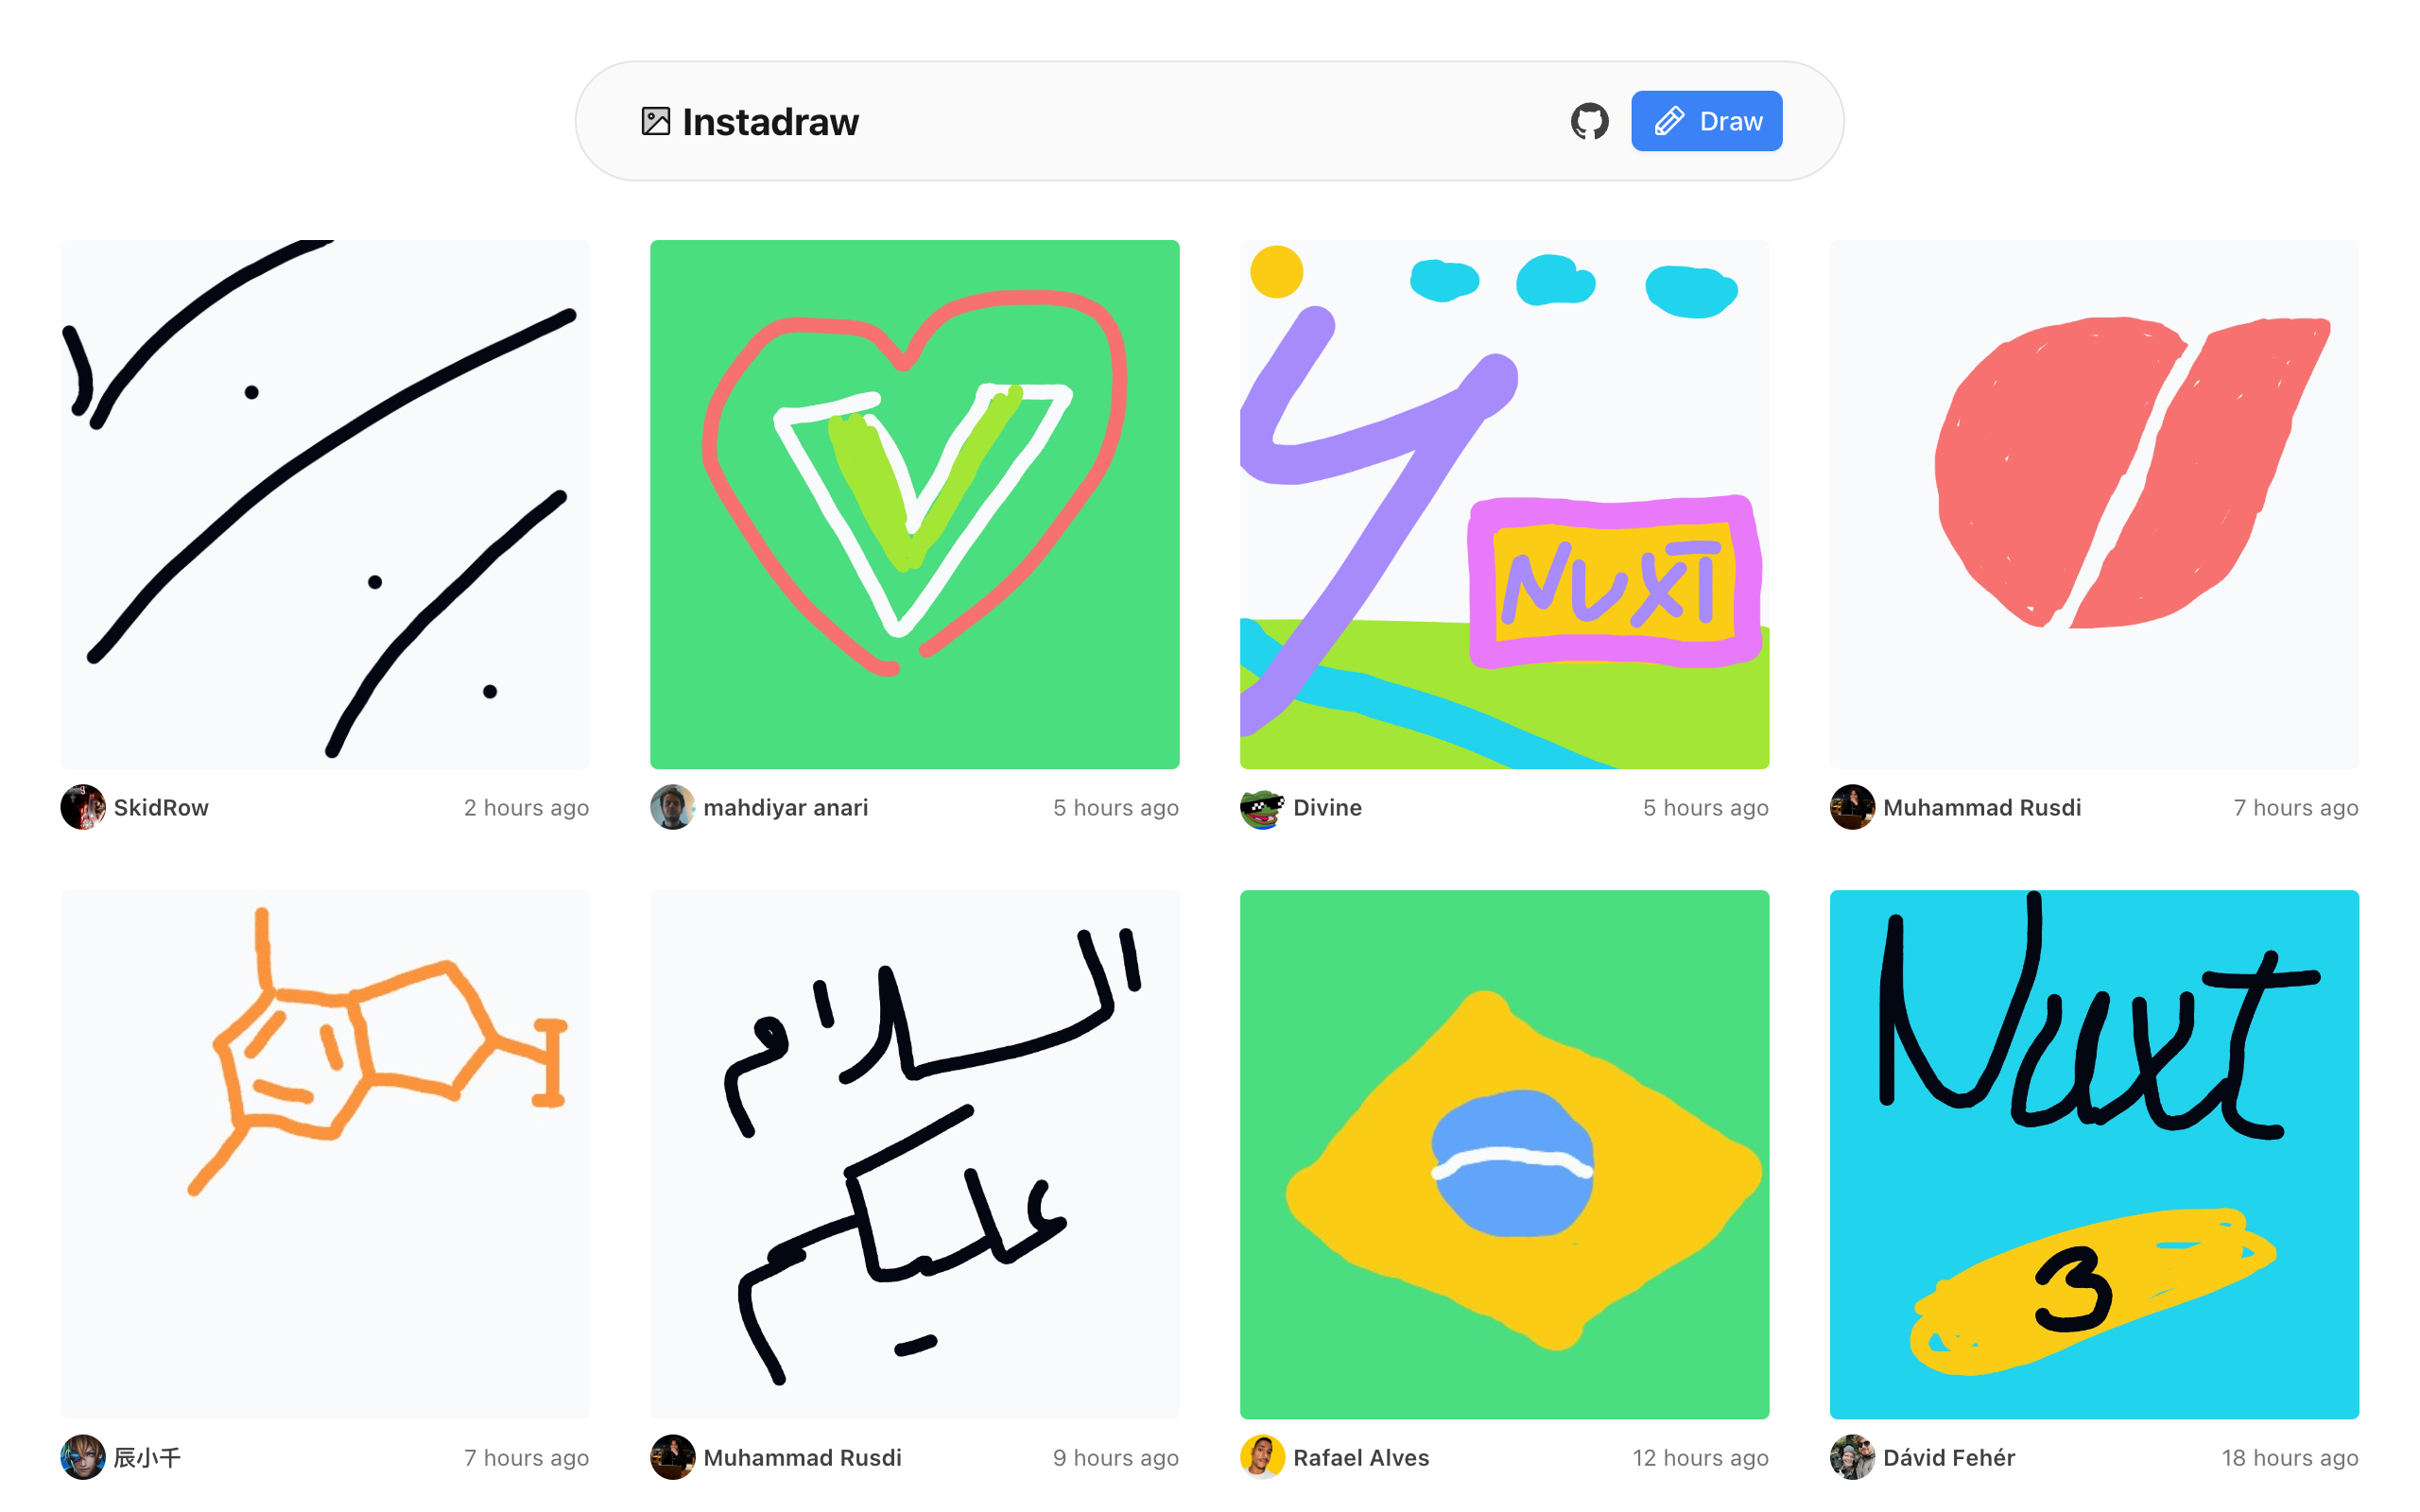 Instadraw
Draw
NUXT
SkidRow 2 hours ago
mahdiyar anari 5 hours ago
Divine 5 hours ago
Muhammad Rusdi 7 hours ago
I
السلام
عليكم
Nuxt
3
辰小千 7 hours ago
Muhammad Rusdi 9 hours ago
Rafael Alves 12 hours ago
Dávid Fehér 18 hours ago